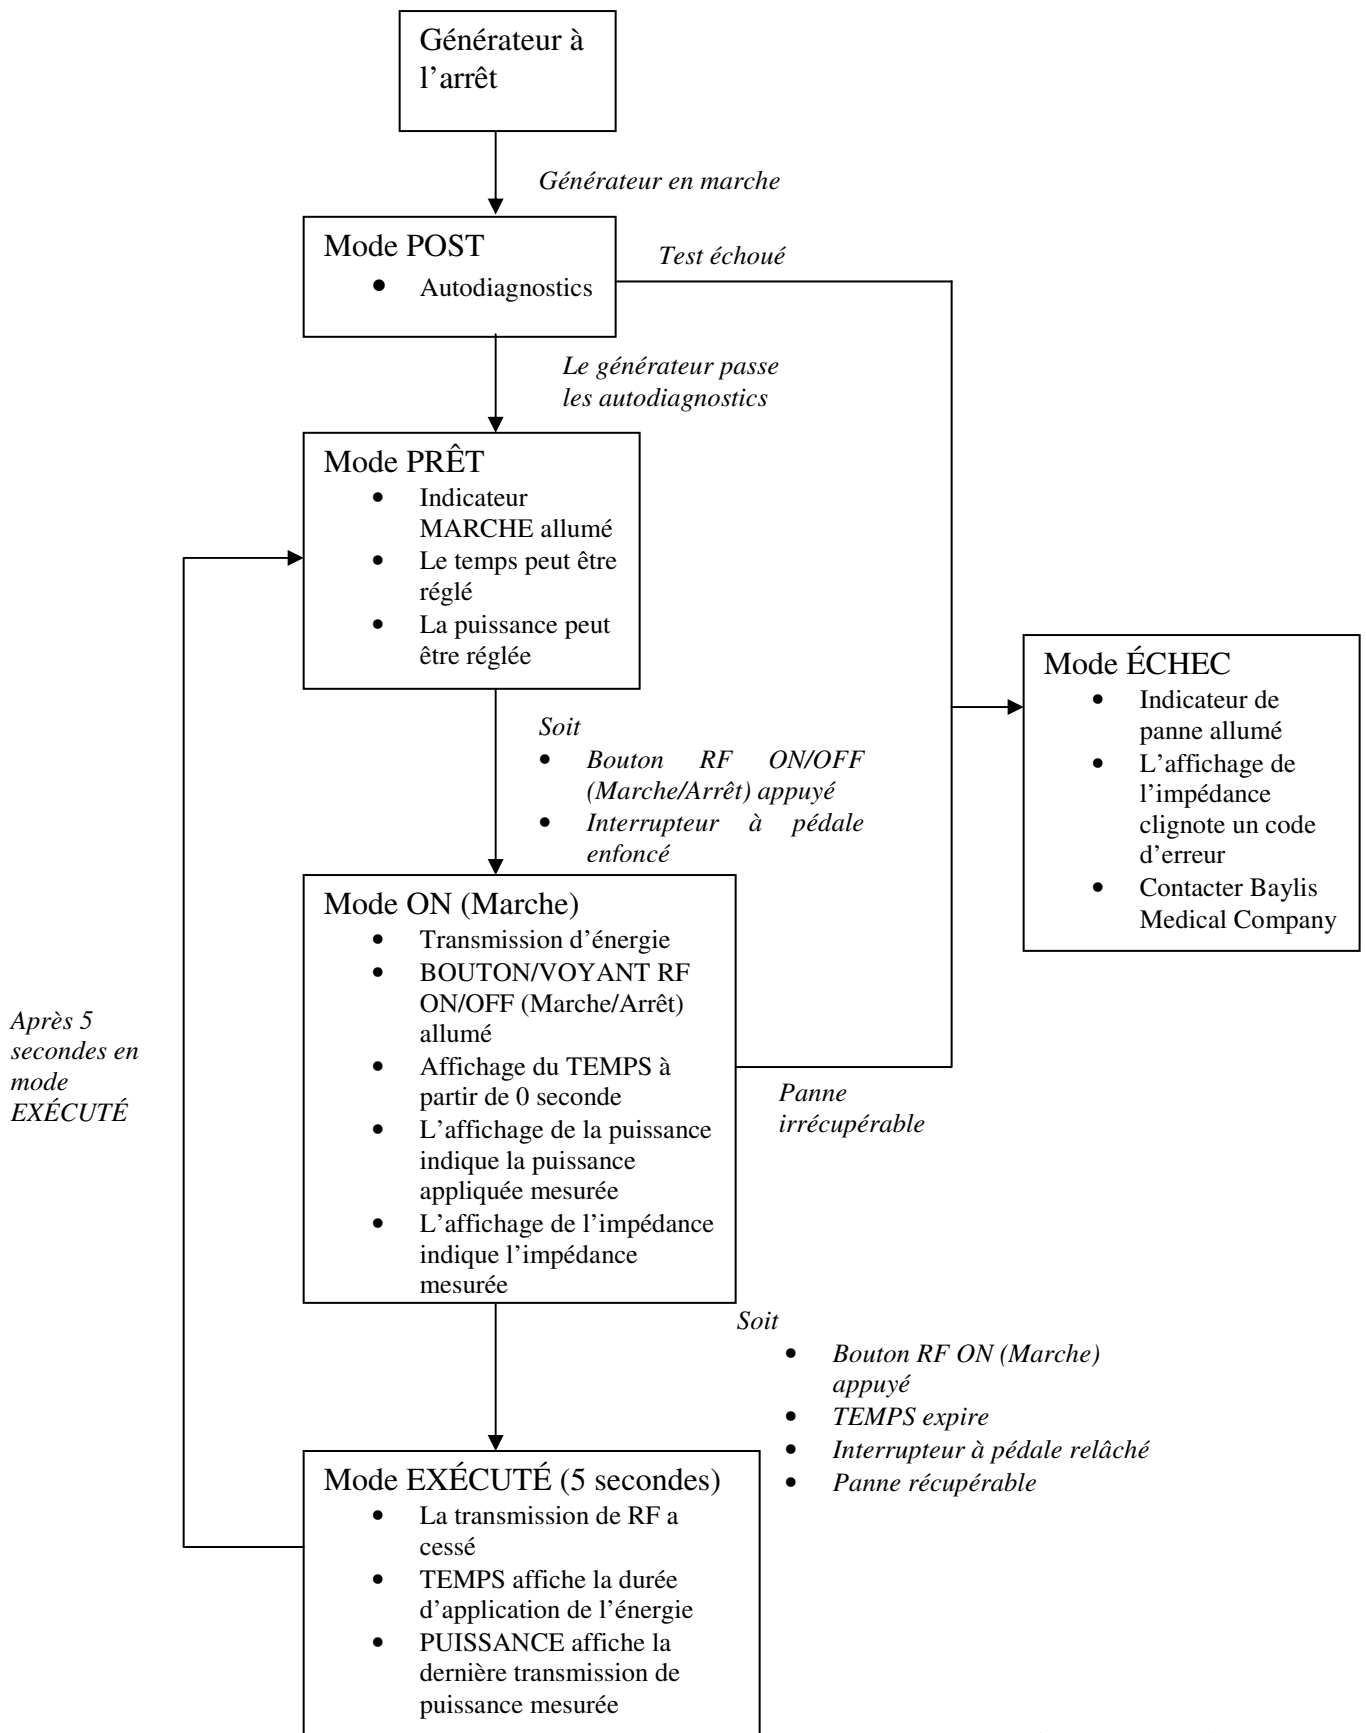 Générateur à
l’arrêt
Générateur en marche
Mode POST
• Autodiagnostics
Test échoué
Le générateur passe
les autodiagnostics
Mode PRÊT
• Indicateur
MARCHE allumé
• Le temps peut être
réglé
• La puissance peut
être réglée
Soit
• Bouton RF ON/OFF
(Marche/Arrêt) appuyé
• Interrupteur à pédale
enfoncé
Mode ÉCHEC
• Indicateur de
panne allumé
• L’affichage de
l’impédance
clignote un code
d’erreur
• Contacter Baylis
Medical Company
Mode ON (Marche)
• Transmission d’énergie
• BOUTON/VOYANT RF
ON/OFF (Marche/Arrêt)
allumé
• Affichage du TEMPS à
partir de 0 seconde
• L’affichage de la puissance
indique la puissance
appliquée mesurée
• L’affichage de l’impédance
indique l’impédance
mesurée
Panne
irrécupérable
Après 5
secondes en
mode
EXÉCUTÉ
Soit
• Bouton RF ON (Marche)
appuyé
• TEMPS expire
• Interrupteur à pédale relâché
• Panne récupérable
Mode EXÉCUTÉ (5 secondes)
• La transmission de RF a
cessé
• TEMPS affiche la durée
d’application de l’énergie
• PUISSANCE affiche la
dernière transmission de
puissance mesurée